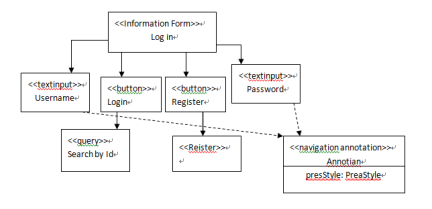 <<Information Form>>↵
Log in↵
<<textinput>>↵
Username↵
<<button>>↵
Login↵
<<button>>↵
Register↵
<<textinput>>↵
Password↵
<<query>>↵
Search by Id↵
<<Reister>>↵
↵
<<navigation annotation>>↵
Annotian↵
presStyle: PreaStyle↵